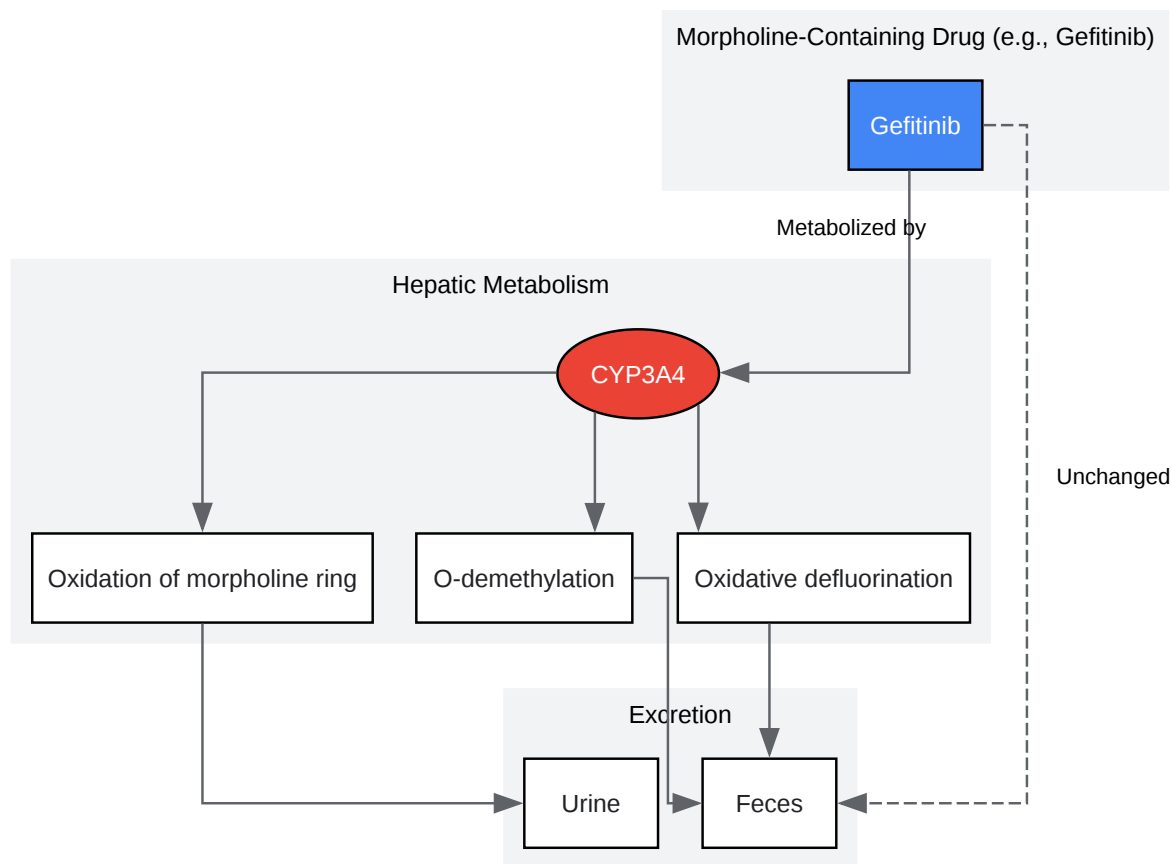 Morpholine-Containing Drug (e.g., Gefitinib)
Gefitinib
Metabolized by
Hepatic Metabolism
CYP3A4
Unchanged
Oxidation of morpholine ring
O-demethylation
Oxidative defluorination
Excretion
Urine
Feces